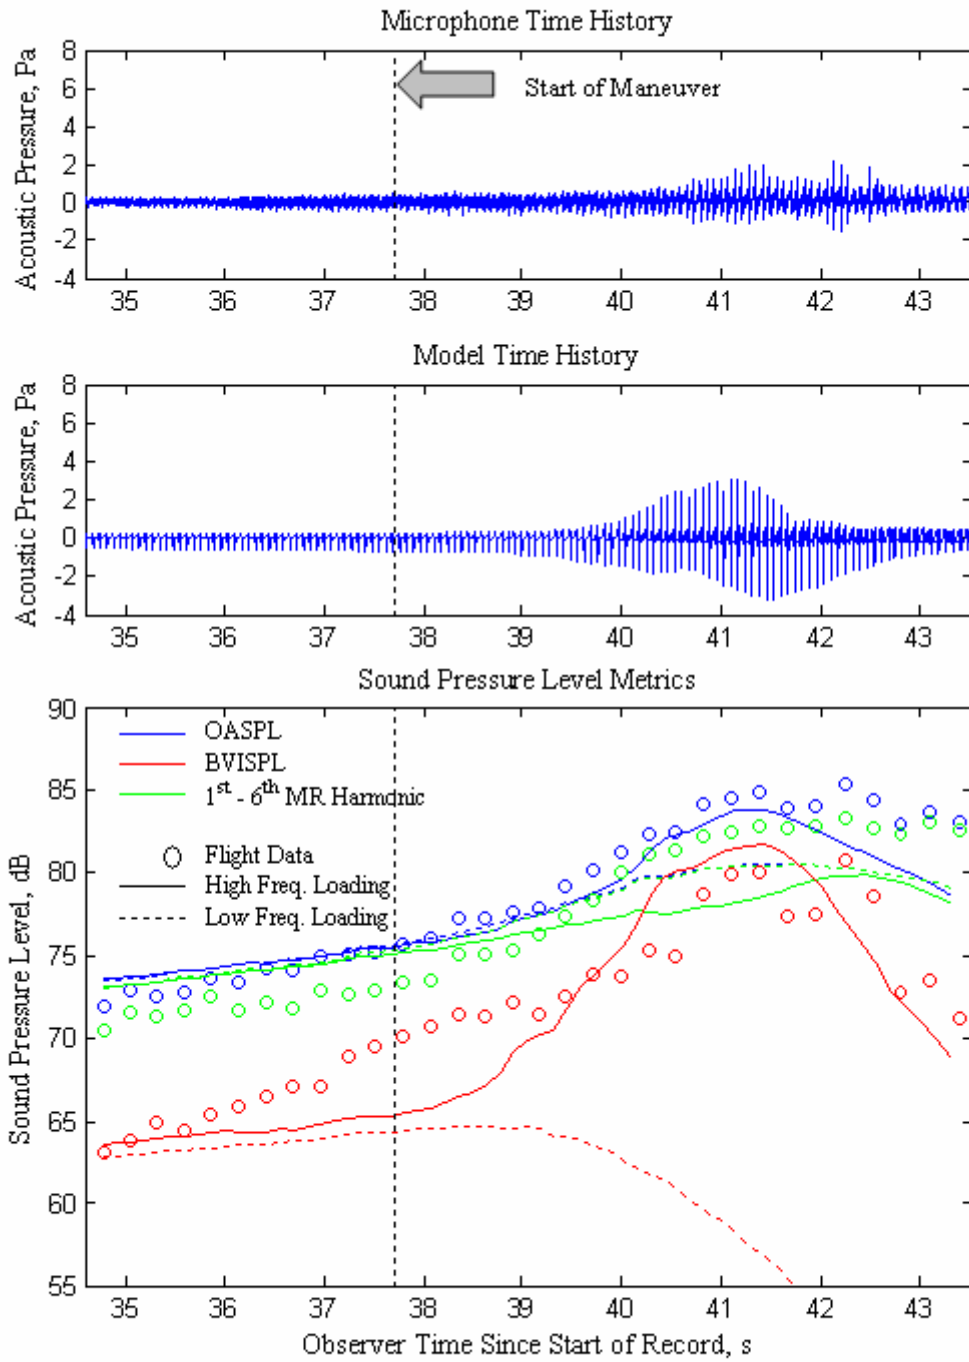 Microphone Time History
Acoustic Pressure, Pa
8
6
4
2
0
-2
-4
Start of Maneuver
35 36 37 38 39 40 41 42 43
Model Time History
Acoustic Pressure, Pa
8
6
4
2
0
-2
-4
35 36 37 38 39 40 41 42 43
Sound Pressure Level Metrics
Sound Pressure Level, dB
90
85
80
75
70
65
60
55
OASPL
BVISPL
1st - 6th MR Harmonic
Flight Data
High Freq. Loading
Low Freq. Loading
35 36 37 38 39 40 41 42 43
Observer Time Since Start of Record, s